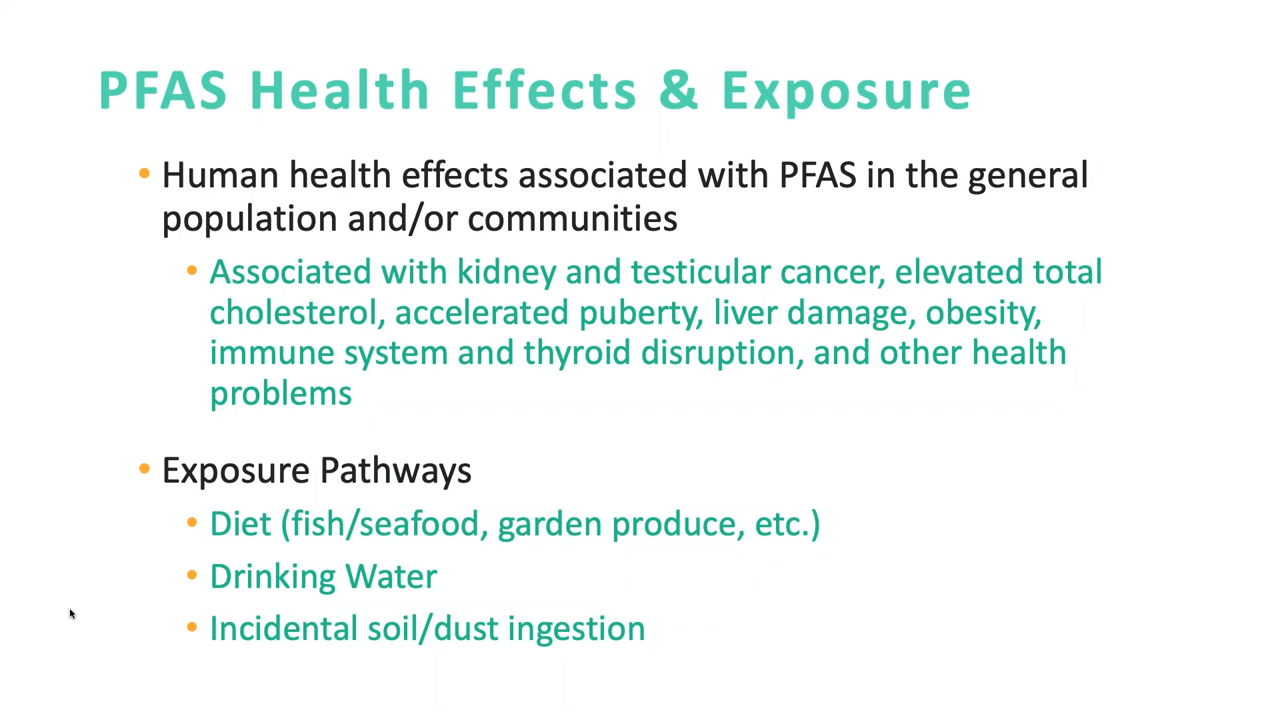 PFAS Health Effects & Exposure
• Human health effects associated with PFAS in the general
population and/or communities
• Associated with kidney and testicular cancer, elevated total
cholesterol, accelerated puberty, liver damage, obesity,
immune system and thyroid disruption, and other health
problems
• Exposure Pathways
• Diet (fish/seafood, garden produce, etc.)
• Drinking Water
• Incidental soil/dust ingestion